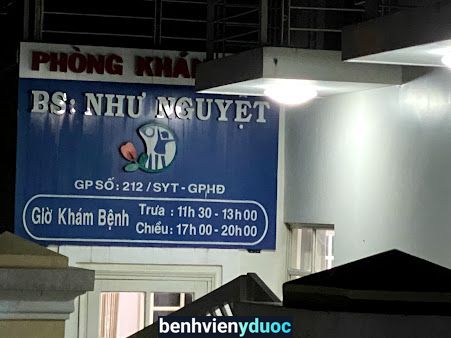 PHÒNG KHÁM
BS: NHƯ NGUYỆT
GP SỐ: 212 / SYT - GPHĐ
Giờ Khám Bệnh
Trưa : 11h 30 - 13h 00
Chiều : 17h 00 - 20h 00
benhvienyduoc